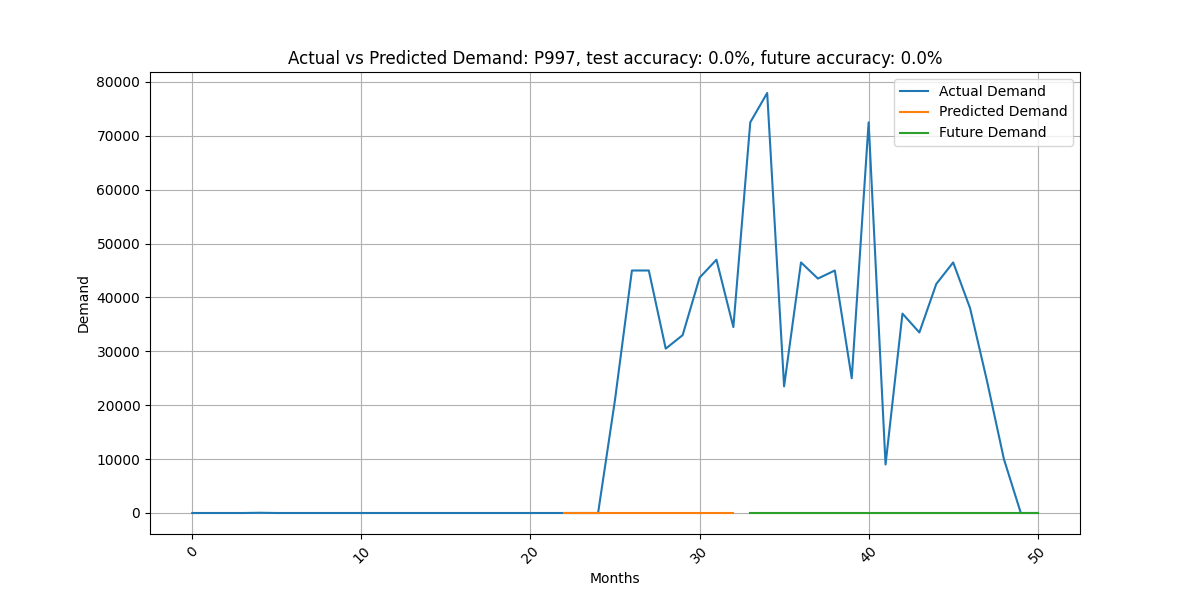 Actual vs Predicted Demand: P997, test accuracy: 0.0%, future accuracy: 0.0%
80000
70000
60000
50000
40000
30000
20000
10000
0
Demand
Actual Demand
Predicted Demand
Future Demand
0
10
20
30
40
50
Months